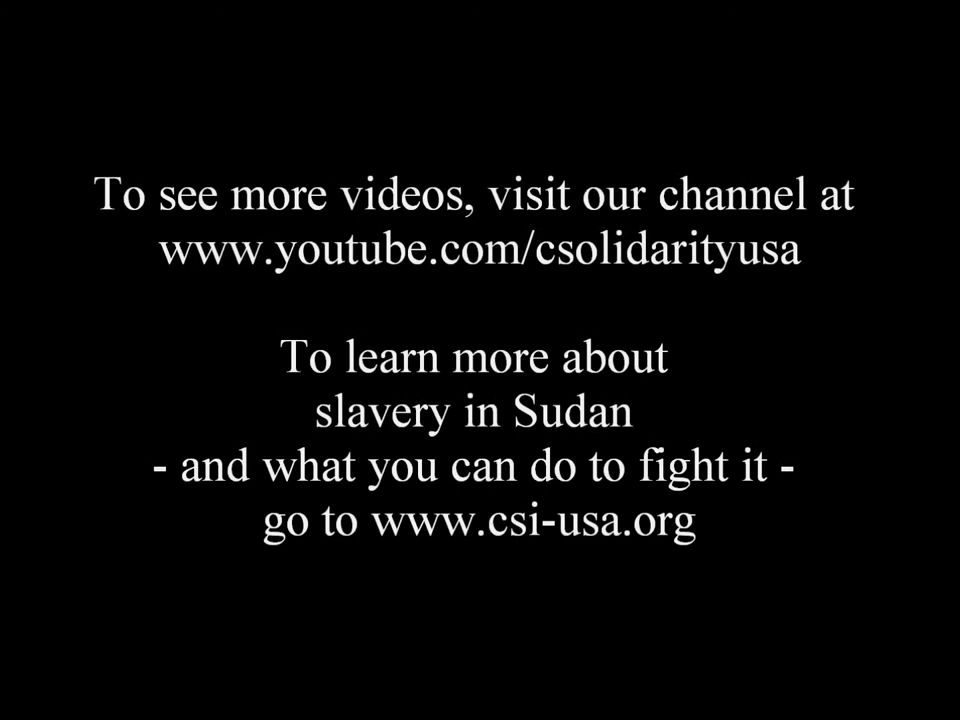 To see more videos, visit our channel at
www.youtube.com/csolidarityusa
To learn more about
slavery in Sudan
- and what you can do to fight it -
go to www.csi-usa.org